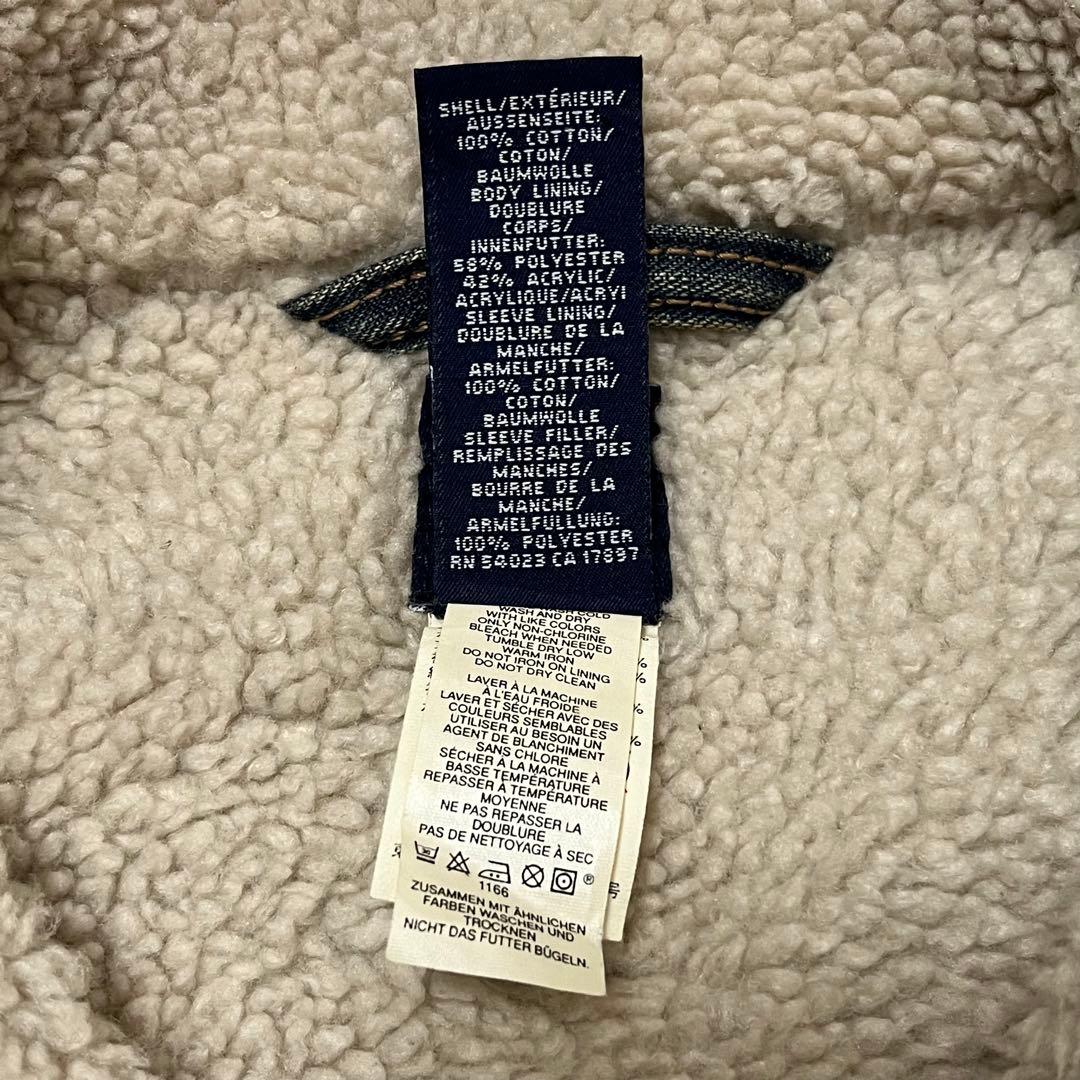 SHELL/EXTÉRIEUR/
AUSSENSEITE:
100% COTTON/
COTON/
BAUMWOLLE
BODY LINING/
DOUBLURE
CORPS/
INNENFUTTER:
58% POLYESTER
42% ACRYLIC/
ACRYLIQUE/ACRYl
SLEEVE LINING/
DOUBLURE DE LA
MANCHE/
ARMELFUTTER:
100% COTTON/
COTON/
BAUMWOLLE
SLEEVE FILLER/
REMPLISSAGE DES
MANCHES/
BOURRE DE LA
MANCHE/
ARMELFULLUNG:
100% POLYESTER
RN 54023 CA 17897
COLD
WASH AND DRY
WITH LIKE COLORS
ONLY NON-CHLORINE
BLEACH WHEN NEEDED
TUMBLE DRY LOW
WARM IRON
DO NOT IRON ON LINING
DO NOT DRY CLEAN
LAVER À LA MACHINE
À L'EAU FROIDE
LAVER ET SÉCHER AVEC DES
COULEURS SEMBLABLES
UTILISER AU BESOIN UN
AGENT DE BLANCHIMENT
SANS CHLORE
SÉCHER À LA MACHINE À
BASSE TEMPÉRATURE
REPASSER À TEMPÉRATURE
MOYENNE
NE PAS REPASSER LA
DOUBLURE
PAS DE NETTOYAGE À SEC
30 ®
1166
ZUSAMMEN MIT ÄHNLICHEN
FARBEN WASCHEN UND
TROCKNEN
NICHT DAS FUTTER BÜGELN.
%
%
%
%
号